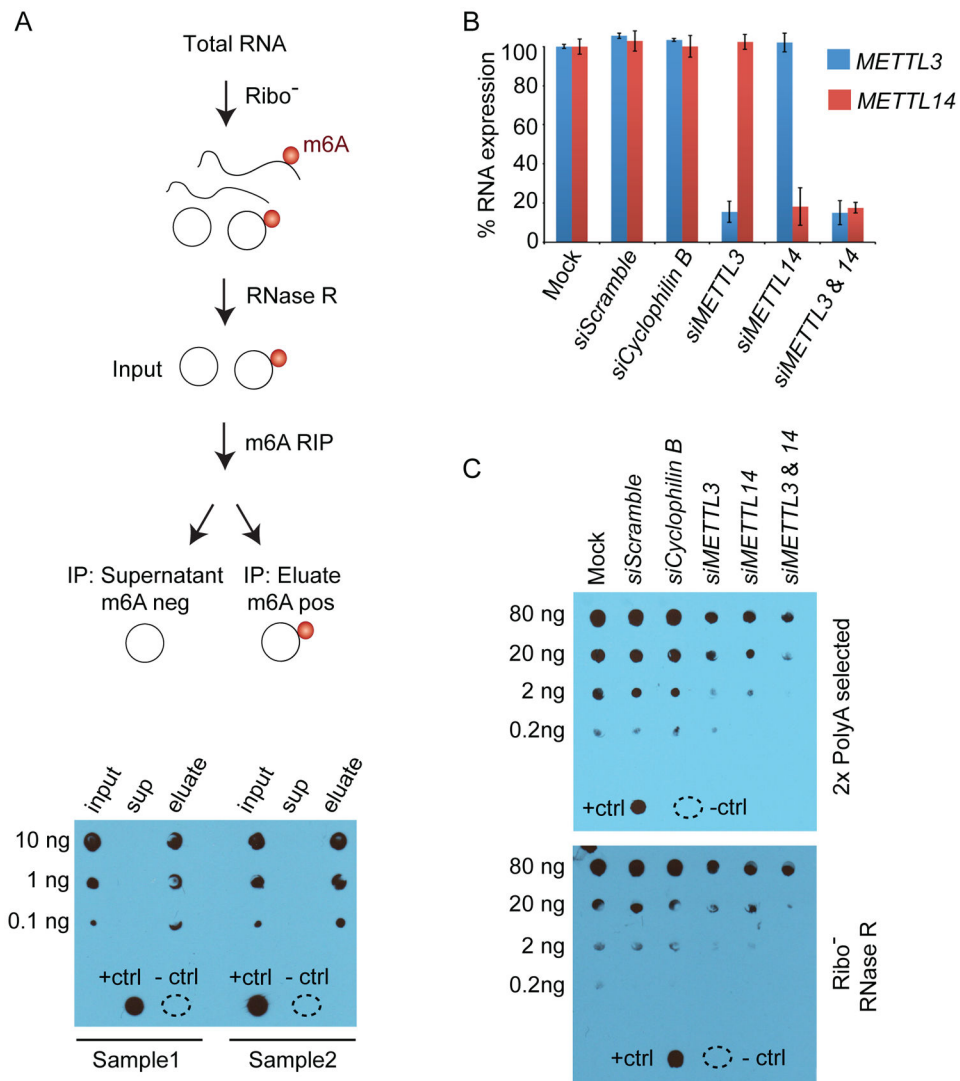 A
Total RNA
Ribo⁻
m6A
RNase R
Input
m6A RIP
IP: Supernatant
m6A neg
IP: Eluate
m6A pos
input
sup
eluate
input
sup
eluate
10 ng
1 ng
0.1 ng
+ctrl
- ctrl
+ctrl
- ctrl
Sample1
Sample2
B
% RNA expression
100
80
60
40
20
0
METTL3
METTL14
Mock
siScramble
siCyclophilin B
siMETTL3
siMETTL14
siMETTL3 & 14
C
Mock
siScramble
siCyclophilin B
siMETTL3
siMETTL14
siMETTL3 & 14
80 ng
20 ng
2 ng
0.2ng
+ctrl
-ctrl
2x PolyA selected
80 ng
20 ng
2 ng
0.2ng
+ctrl
- ctrl
Ribo⁻
RNase R